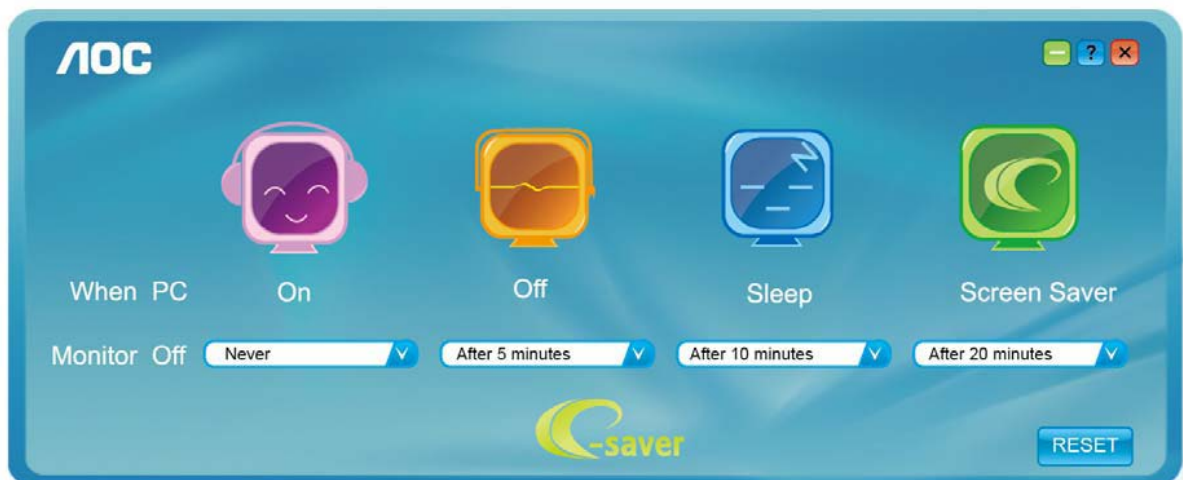 AOC
?
When PC On Off Sleep Screen Saver
Monitor Off Never After 5 minutes After 10 minutes After 20 minutes
e-saver
RESET